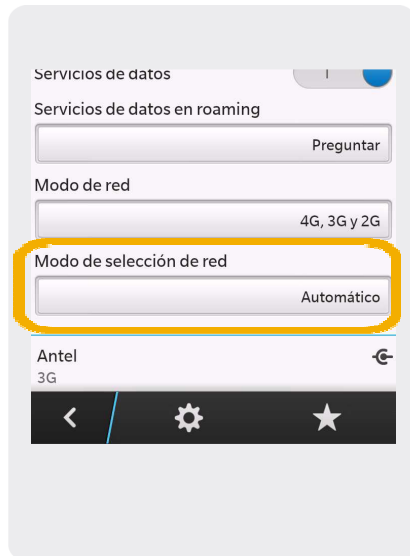 Servicios de datos
Servicios de datos en roaming
Preguntar
Modo de red
4G, 3G y 2G
Modo de selección de red
Automático
Antel
3G